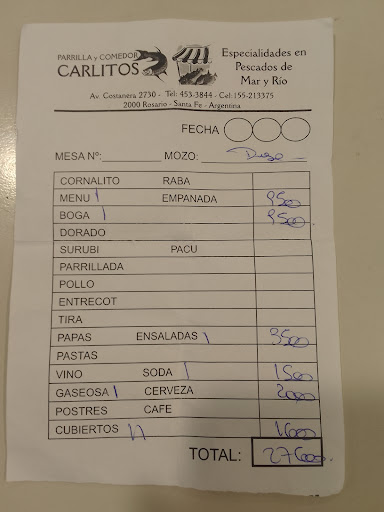 PARRILLA y COMEDOR
CARLITOS
Especialidades en
Pescados de
Mar y Río
Av. Costanera 2730 - Tel: 453-3844 - Cel:155-213375
2000 Rosario - Santa Fe - Argentina
FECHA
MESA Nº: MOZO:
CORNALITO RABA
MENU 1 EMPANADA 9500
BOGA 1 9500
DORADO
SURUBI PACU
PARRILLADA
POLLO
ENTRECOT
TIRA
PAPAS ENSALADAS 1 3500
PASTAS
VINO SODA 1 1500
GASEOSA 1 CERVEZA 2000
POSTRES CAFE
CUBIERTOS 11 1600
TOTAL: 27600